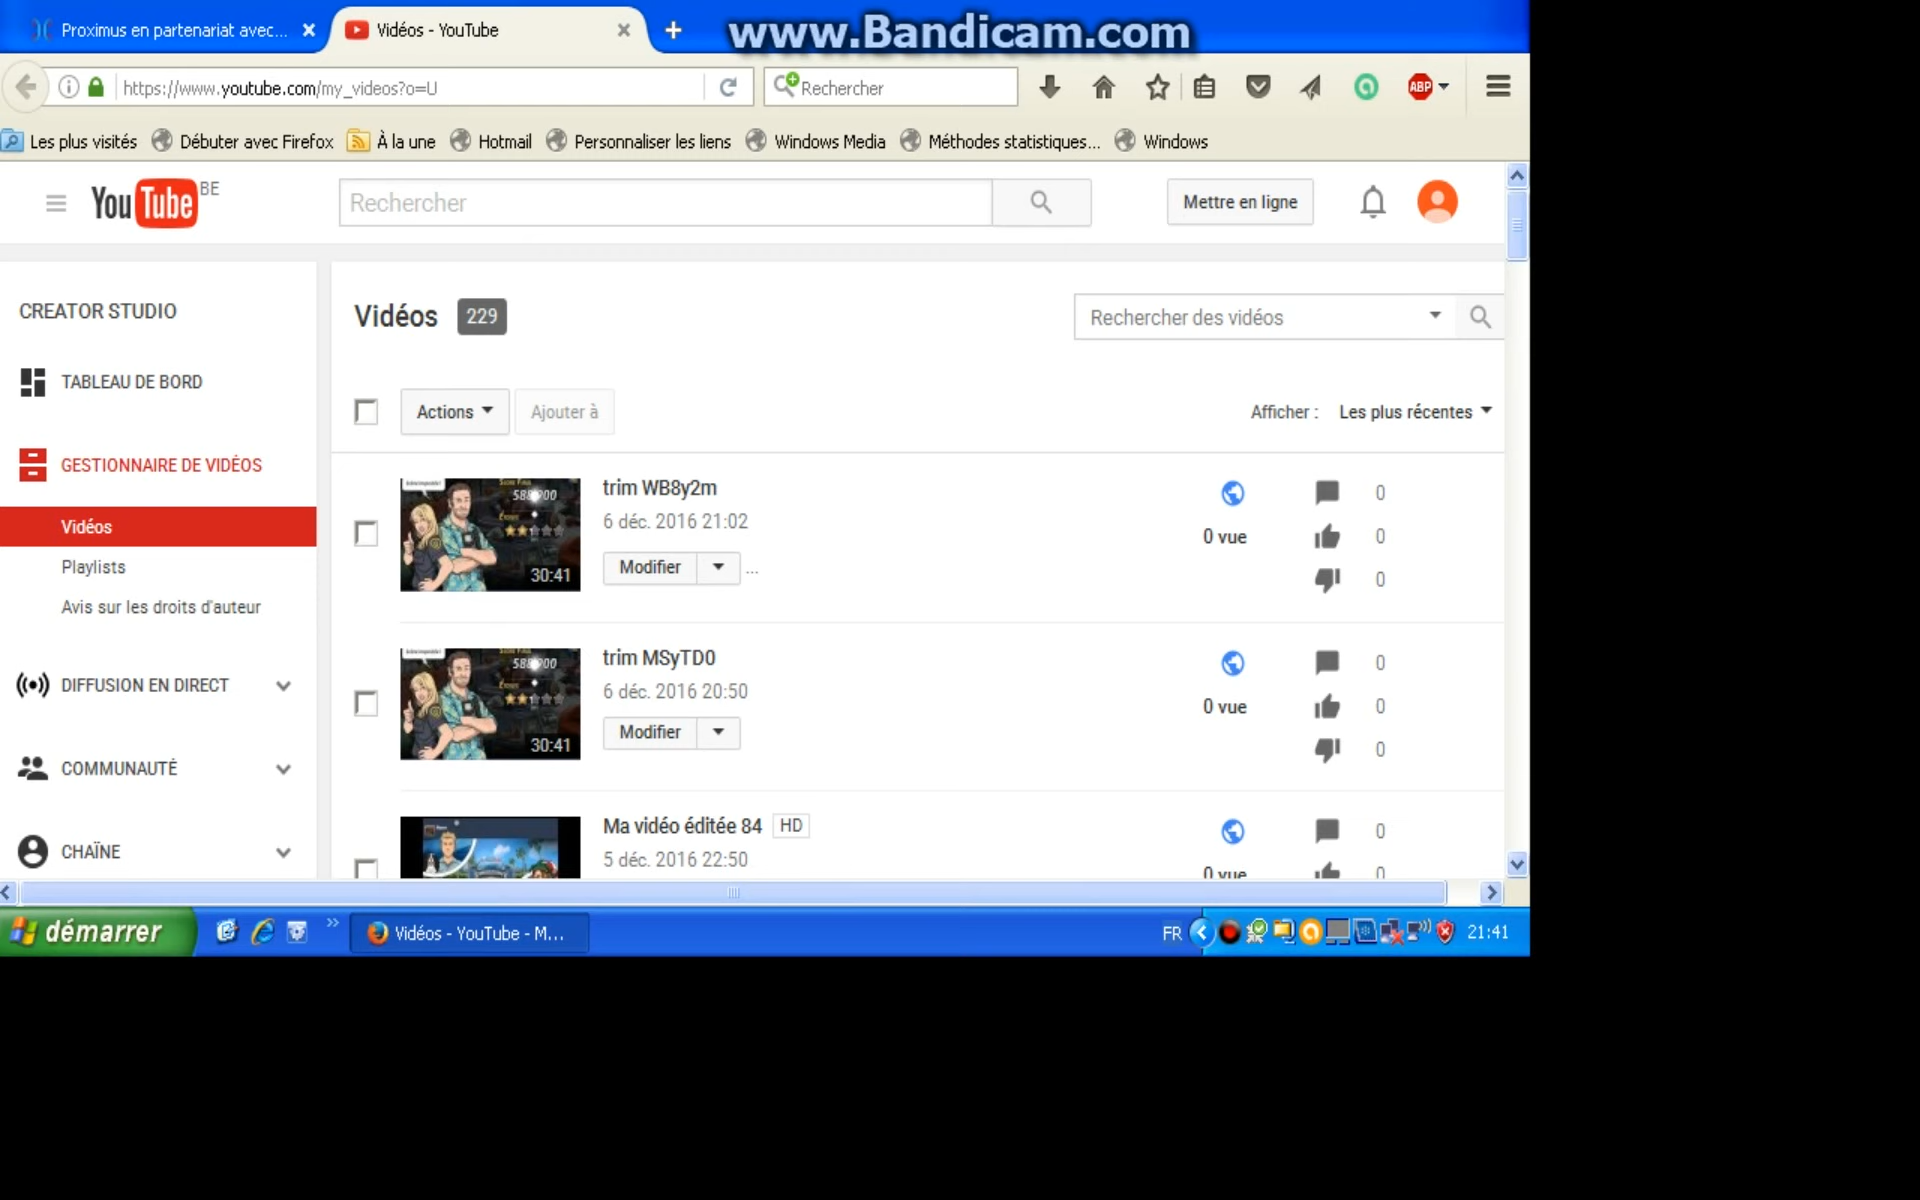 Proximus en partenariat avec...
Vidéos - YouTube
www.Bandicam.com
https://www.youtube.com/my_videos?o=U
Rechercher
ABP
Les plus visités
Débuter avec Firefox
À la une
Hotmail
Personnaliser les liens
Windows Media
Méthodes statistiques...
Windows
YouTube BE
Rechercher
Mettre en ligne
CREATOR STUDIO
TABLEAU DE BORD
GESTIONNAIRE DE VIDÉOS
Vidéos
Playlists
Avis sur les droits d'auteur
DIFFUSION EN DIRECT
COMMUNAUTÉ
CHAÎNE
Vidéos 229
Rechercher des vidéos
Actions
Ajouter à
Afficher : Les plus récentes
588900
30:41
trim WB8y2m
6 déc. 2016 21:02
Modifier ...
0 vue
0
0
0
588900
30:41
trim MSyTD0
6 déc. 2016 20:50
Modifier
0 vue
0
0
0
Ma vidéo éditée 84 HD
5 déc. 2016 22:50
0 vue
0
0
démarrer
Vidéos - YouTube - M...
FR
21:41